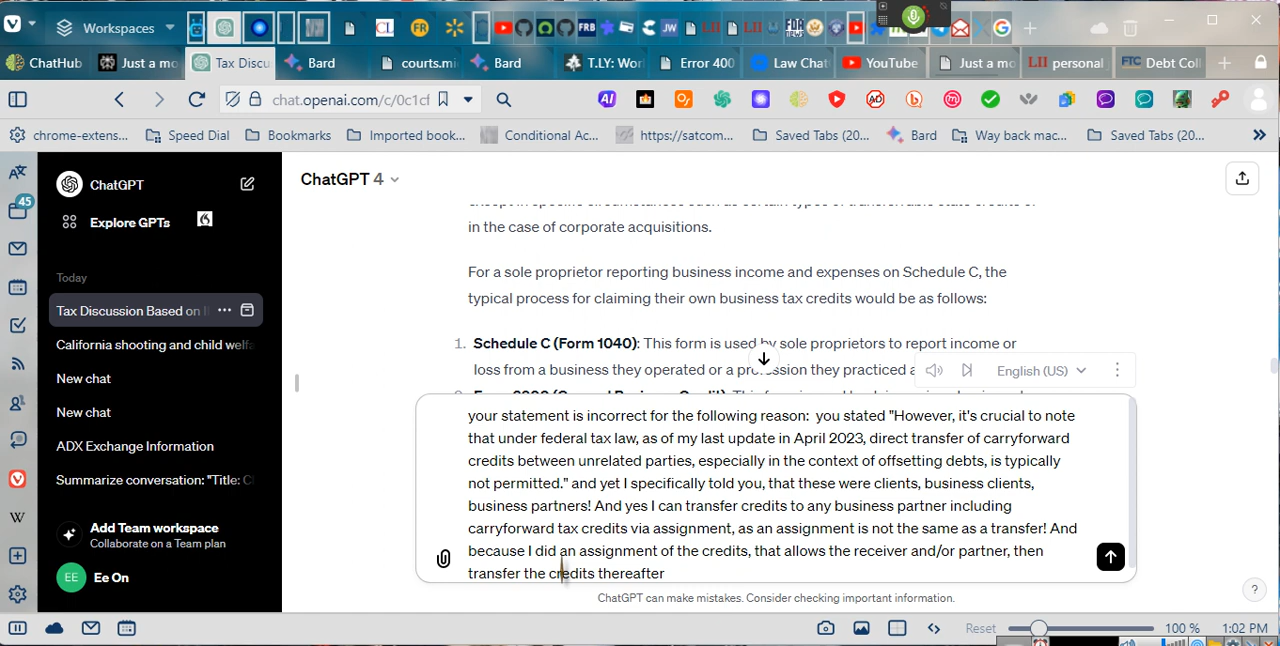 Workspaces
CL FR FRB JW LII LII FOR
ChatHub Just a mo Tax Discu Bard courts.mi Bard T.LY: Wor Error 400 Law Chat YouTube Just a mo LII personal FTC Debt Coll
chat.openai.com/c/0c1cf
chrome-extens... Speed Dial Bookmarks Imported book... Conditional Ac... https://satcom... Saved Tabs (20... Bard Way back mac... Saved Tabs (20...
45
ChatGPT
Explore GPTs
Today
Tax Discussion Based on I ...
California shooting and child welfa
New chat
New chat
ADX Exchange Information
Summarize conversation: "Title: C
Add Team workspace
Collaborate on a Team plan
EE Ee On
ChatGPT 4
in the case of corporate acquisitions.
For a sole proprietor reporting business income and expenses on Schedule C, the
typical process for claiming their own business tax credits would be as follows:
1. Schedule C (Form 1040): This form is used by sole proprietors to report income or
loss from a business they operated or a profession they practiced a
English (US)
your statement is incorrect for the following reason: you stated "However, it's crucial to note
that under federal tax law, as of my last update in April 2023, direct transfer of carryforward
credits between unrelated parties, especially in the context of offsetting debts, is typically
not permitted." and yet I specifically told you, that these were clients, business clients,
business partners! And yes I can transfer credits to any business partner including
carryforward tax credits via assignment, as an assignment is not the same as a transfer! And
because I did an assignment of the credits, that allows the receiver and/or partner, then
transfer the credits thereafter
ChatGPT can make mistakes. Consider checking important information.
?
Reset 100 % 1:02 PM